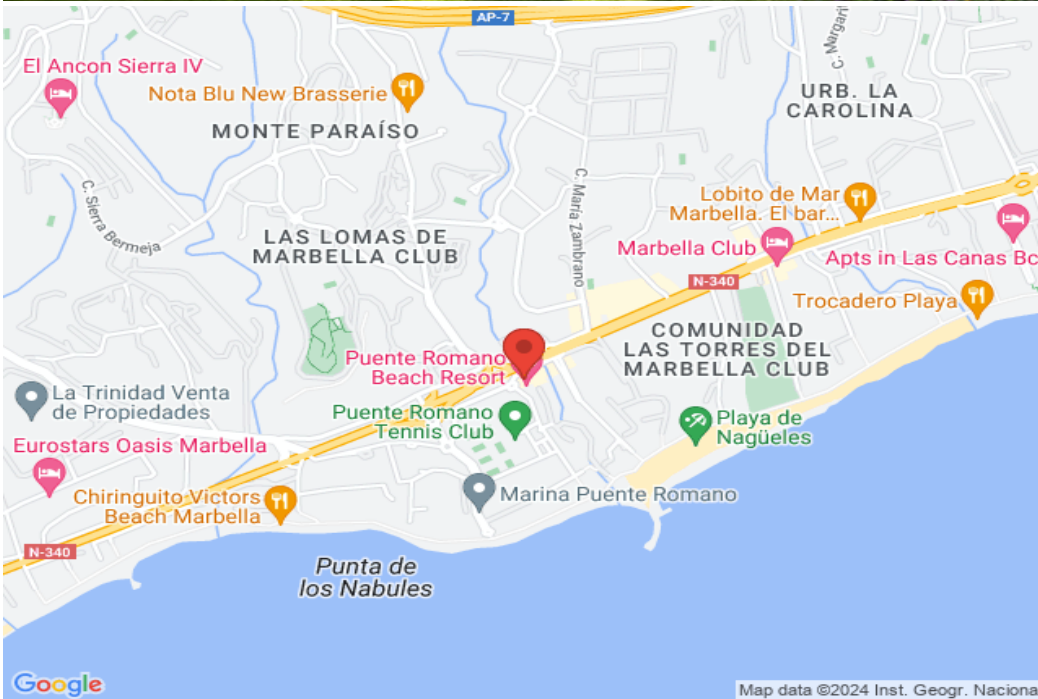 AP-7
El Ancon Sierra IV
Nota Blu New Brasserie
MONTE PARAÍSO
C. Margari
URB. LA
CAROLINA
C. Sierra Bermeja
C. María Zambrano
Lobito de Mar
Marbella. El bar...
LAS LOMAS DE
MARBELLA CLUB
Marbella Club
Apts in Las Canas Bc
N-340
Trocadero Playa
COMUNIDAD
LAS TORRES DEL
MARBELLA CLUB
Puente Romano
Beach Resort
La Trinidad Venta
de Propiedades
Puente Romano
Tennis Club
Playa de
Nagüeles
Eurostars Oasis Marbella
Chiringuito Victors
Beach Marbella
Marina Puente Romano
N-340
Punta de
los Nabules
Google
Map data ©2024 Inst. Geogr. Naciona